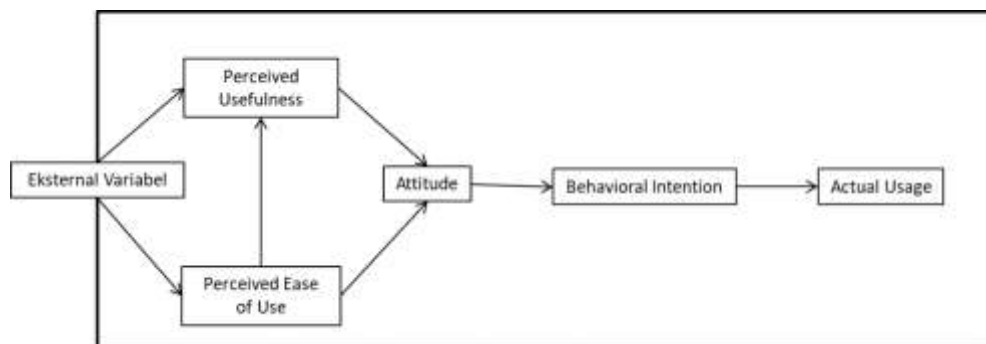 Perceived
Usefulness
Eksternal Variabel
Attitude
Behavioral Intention
Actual Usage
Perceived Ease
of Use